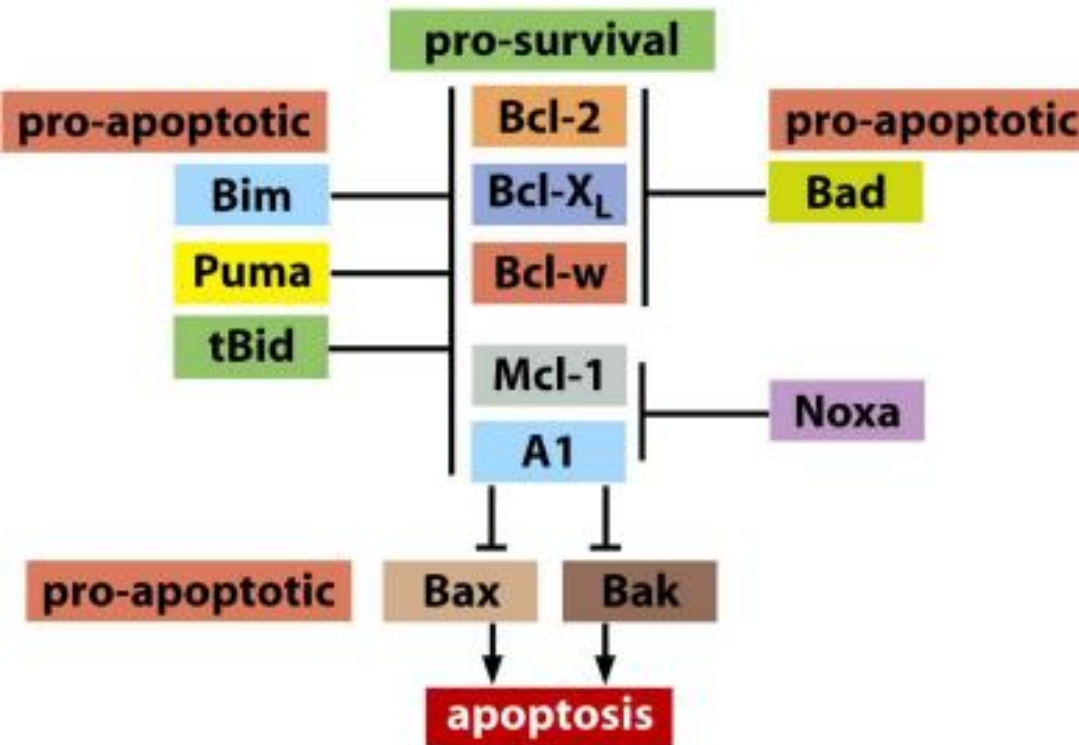 pro-survival
pro-apoptotic
Bcl-2
pro-apoptotic
Bim
Bcl-XL
Bad
Puma
Bcl-w
tBid
Mcl-1
Noxa
A1
pro-apoptotic
Bax
Bak
apoptosis